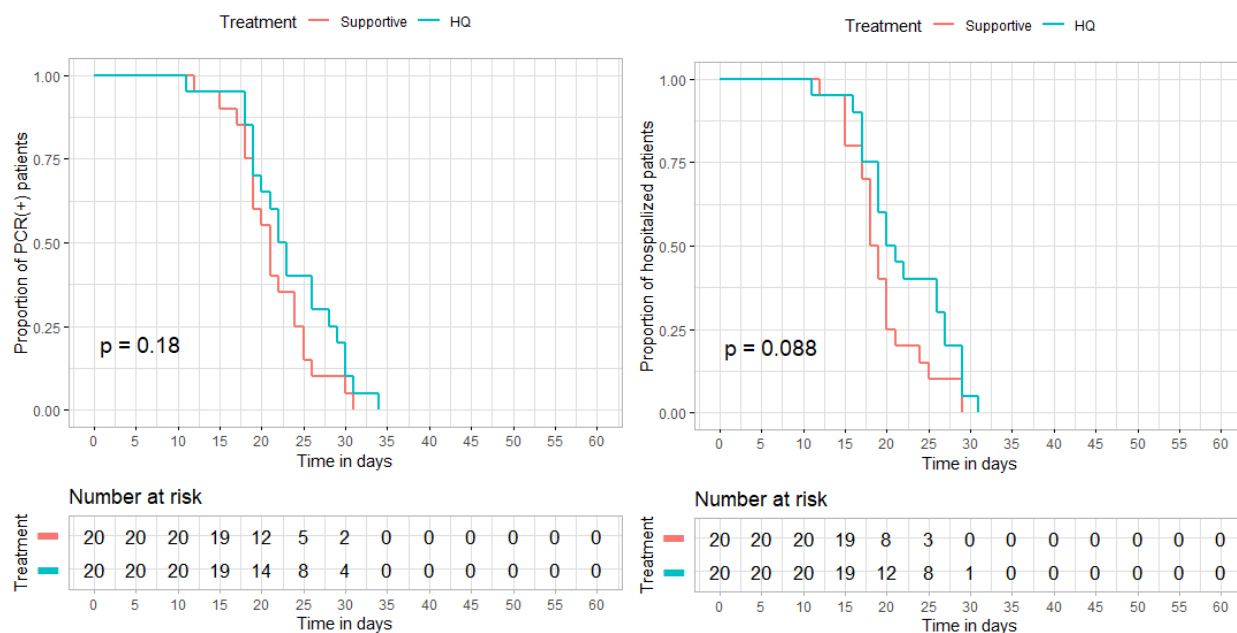 Treatment Supportive HQ
Proportion of PCR(+) patients
1.00
0.75
0.50
0.25
0.00
p = 0.18
0 5 10 15 20 25 30 35 40 45 50 55 60
Time in days
Number at risk
Treatment
20 20 20 19 12 5 2 0 0 0 0 0 0
20 20 20 19 14 8 4 0 0 0 0 0 0
0 5 10 15 20 25 30 35 40 45 50 55 60
Time in days
Treatment Supportive HQ
Proportion of hospitalized patients
1.00
0.75
0.50
0.25
0.00
p = 0.088
0 5 10 15 20 25 30 35 40 45 50 55 60
Time in days
Number at risk
Treatment
20 20 20 19 8 3 0 0 0 0 0 0 0
20 20 20 19 12 8 1 0 0 0 0 0 0
0 5 10 15 20 25 30 35 40 45 50 55 60
Time in days